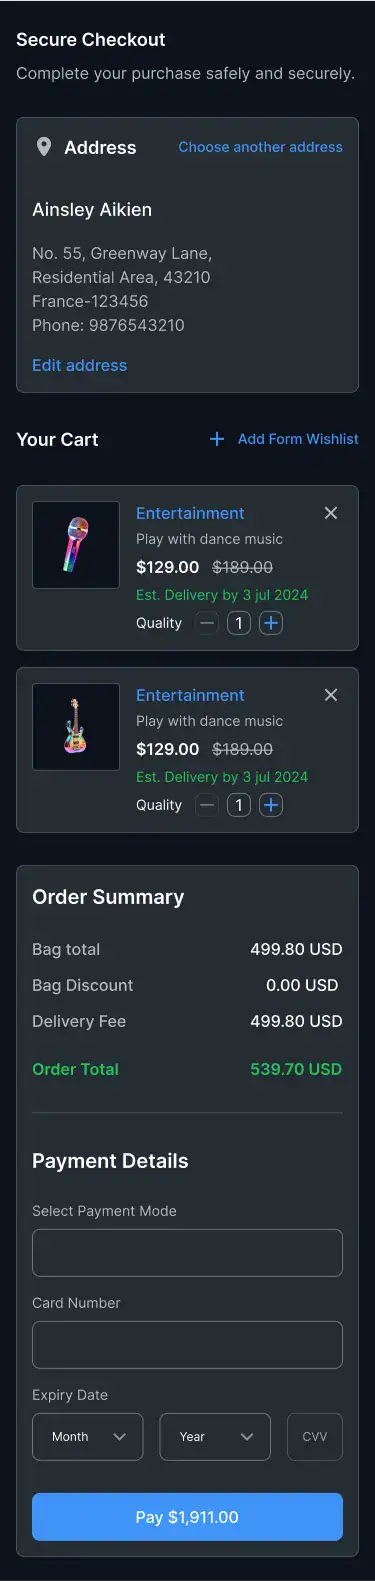 Secure Checkout
Complete your purchase safely and securely.
Address
Choose another address
Ainsley Aikien
No. 55, Greenway Lane,
Residential Area, 43210
France-123456
Phone: 9876543210
Edit address
Your Cart
+ Add Form Wishlist
Entertainment
Play with dance music
$129.00 $189.00
Est. Delivery by 3 jul 2024
Quality − 1 +
Entertainment
Play with dance music
$129.00 $189.00
Est. Delivery by 3 jul 2024
Quality − 1 +
Order Summary
Bag total 499.80 USD
Bag Discount 0.00 USD
Delivery Fee 499.80 USD
Order Total 539.70 USD
Payment Details
Select Payment Mode
Card Number
Expiry Date
Month Year CVV
Pay $1,911.00